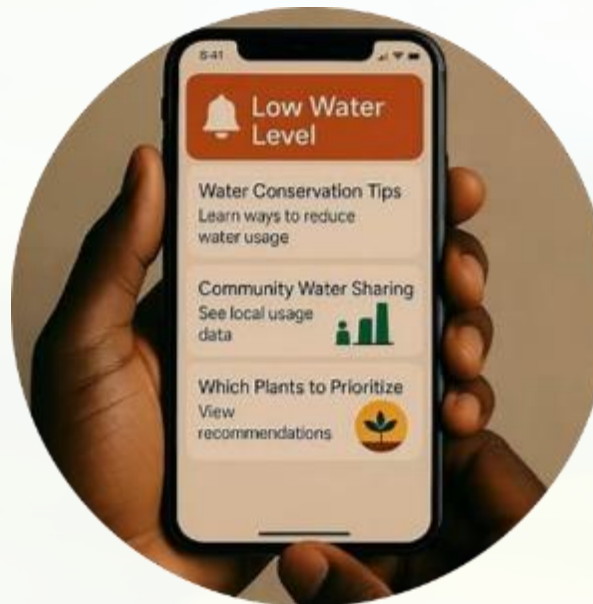 5:41
Low Water
Level
Water Conservation Tips
Learn ways to reduce
water usage
Community Water Sharing
See local usage
data
Which Plants to Prioritize
View
recommendations